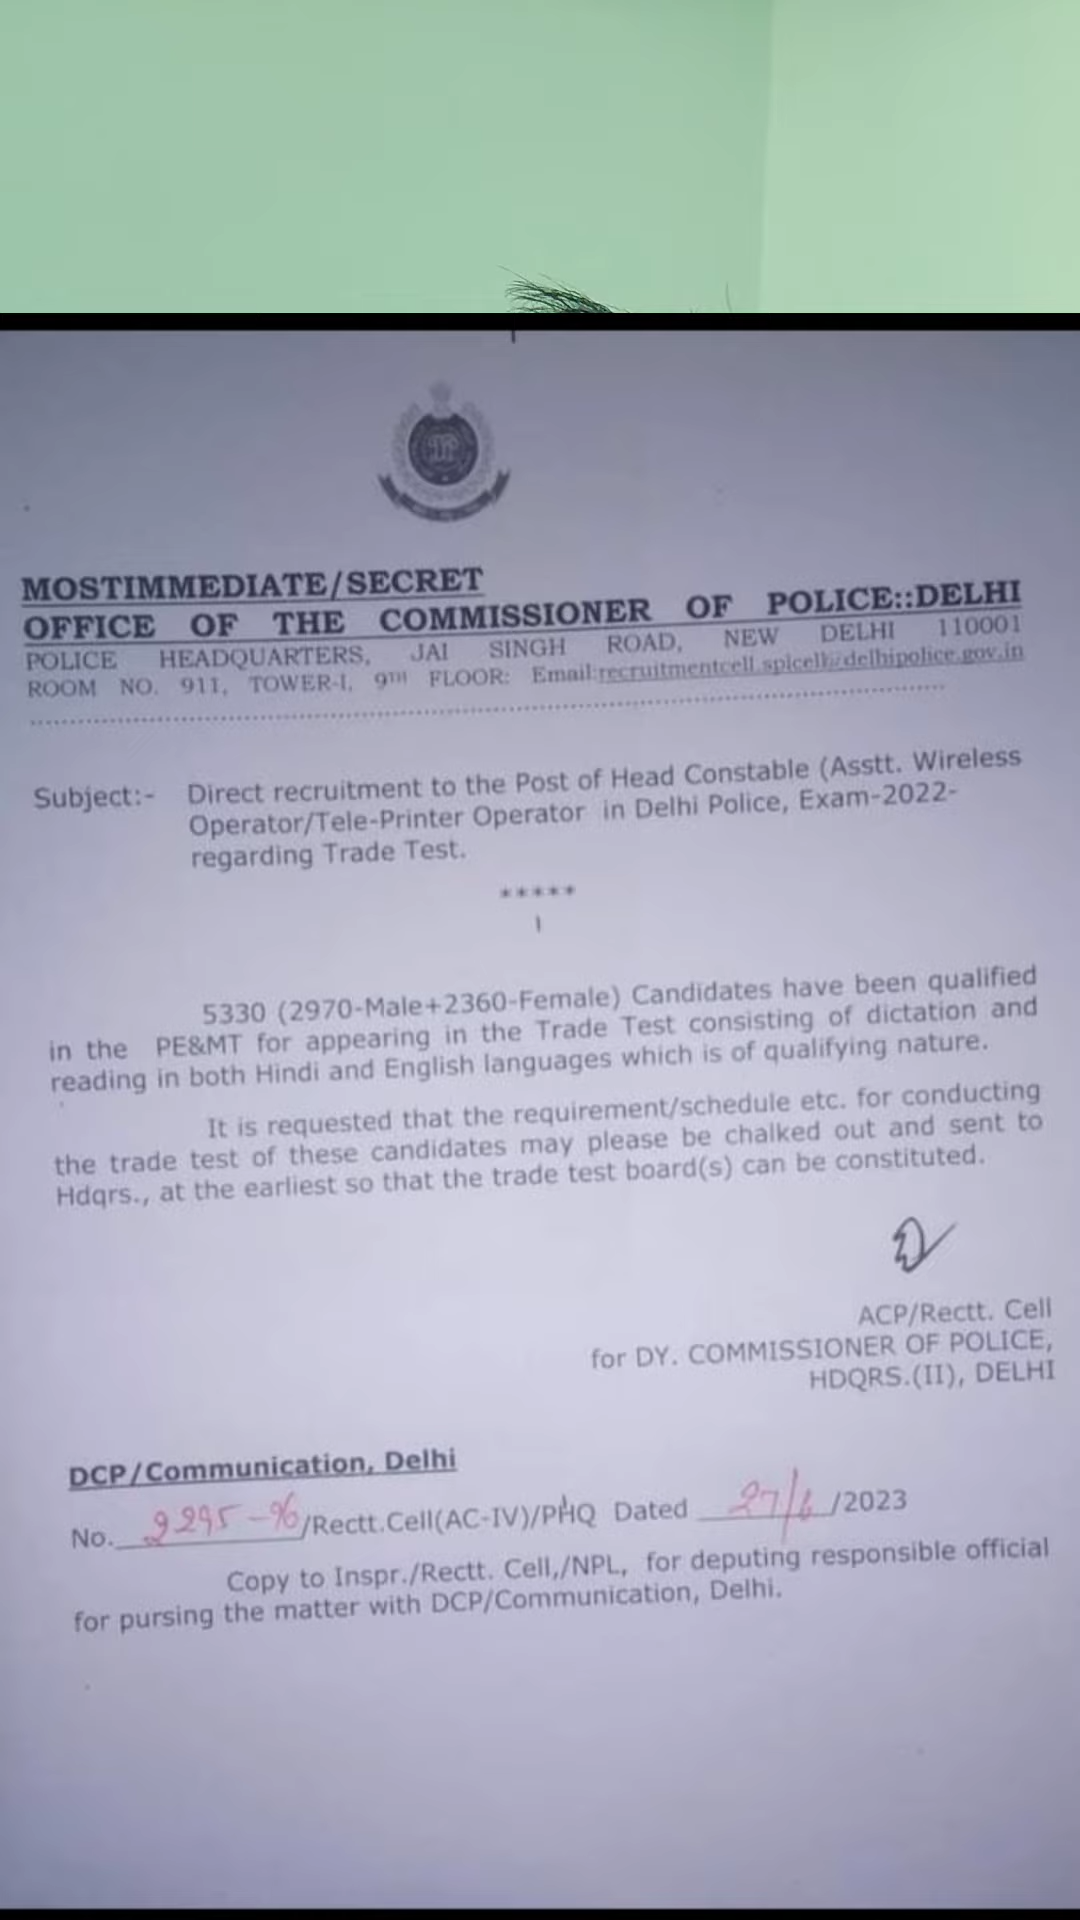 MOSTIMMEDIATE/SECRET
OFFICE OF THE COMMISSIONER OF POLICE::DELHI
POLICE HEADQUARTERS, JAI SINGH ROAD, NEW DELHI 110001
ROOM NO. 911, TOWER-I, 9TH FLOOR: Email:recruitmentcell.splcell@delhipolice.gov.in
Subject:- Direct recruitment to the Post of Head Constable (Asstt. Wireless
Operator/Tele-Printer Operator in Delhi Police, Exam-2022-
regarding Trade Test.
*****
5330 (2970-Male+2360-Female) Candidates have been qualified
in the PE&MT for appearing in the Trade Test consisting of dictation and
reading in both Hindi and English languages which is of qualifying nature.
It is requested that the requirement/schedule etc. for conducting
the trade test of these candidates may please be chalked out and sent to
Hdqrs., at the earliest so that the trade test board(s) can be constituted.
ACP/Rectt. Cell
for DY. COMMISSIONER OF POLICE,
HDQRS.(II), DELHI
DCP/Communication, Delhi
No. 9295-96/Rectt.Cell(AC-IV)/PHQ Dated 27/6/2023
Copy to Inspr./Rectt. Cell,/NPL, for deputing responsible official
for pursing the matter with DCP/Communication, Delhi.